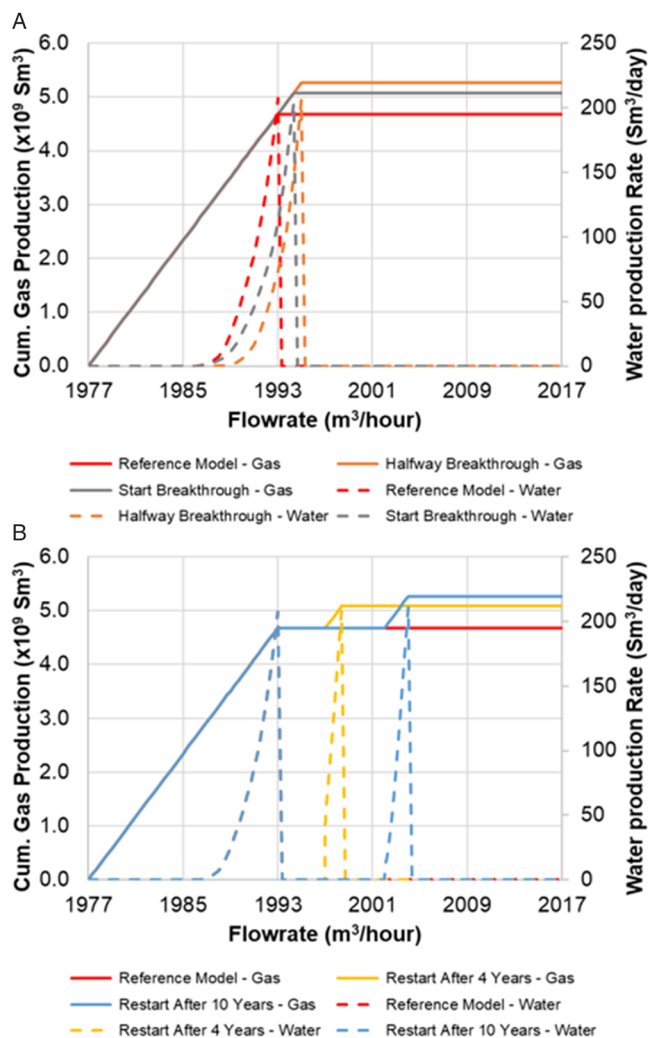 A
6.0
5.0
4.0
3.0
2.0
1.0
0.0
Cum. Gas Production (x10⁹ Sm³)
250
200
150
100
50
0
Water production Rate (Sm³/day)
1977 1985 1993 2001 2009 2017
Flowrate (m³/hour)
Reference Model - Gas Halfway Breakthrough - Gas
Start Breakthrough - Gas Reference Model - Water
Halfway Breakthrough - Water Start Breakthrough - Water
B
6.0
5.0
4.0
3.0
2.0
1.0
0.0
Cum. Gas Production (x10⁹ Sm³)
250
200
150
100
50
0
Water production Rate (Sm³/day)
1977 1985 1993 2001 2009 2017
Flowrate (m³/hour)
Reference Model - Gas Restart After 4 Years - Gas
Restart After 10 Years - Gas Reference Model - Water
Restart After 4 Years - Water Restart After 10 Years - Water